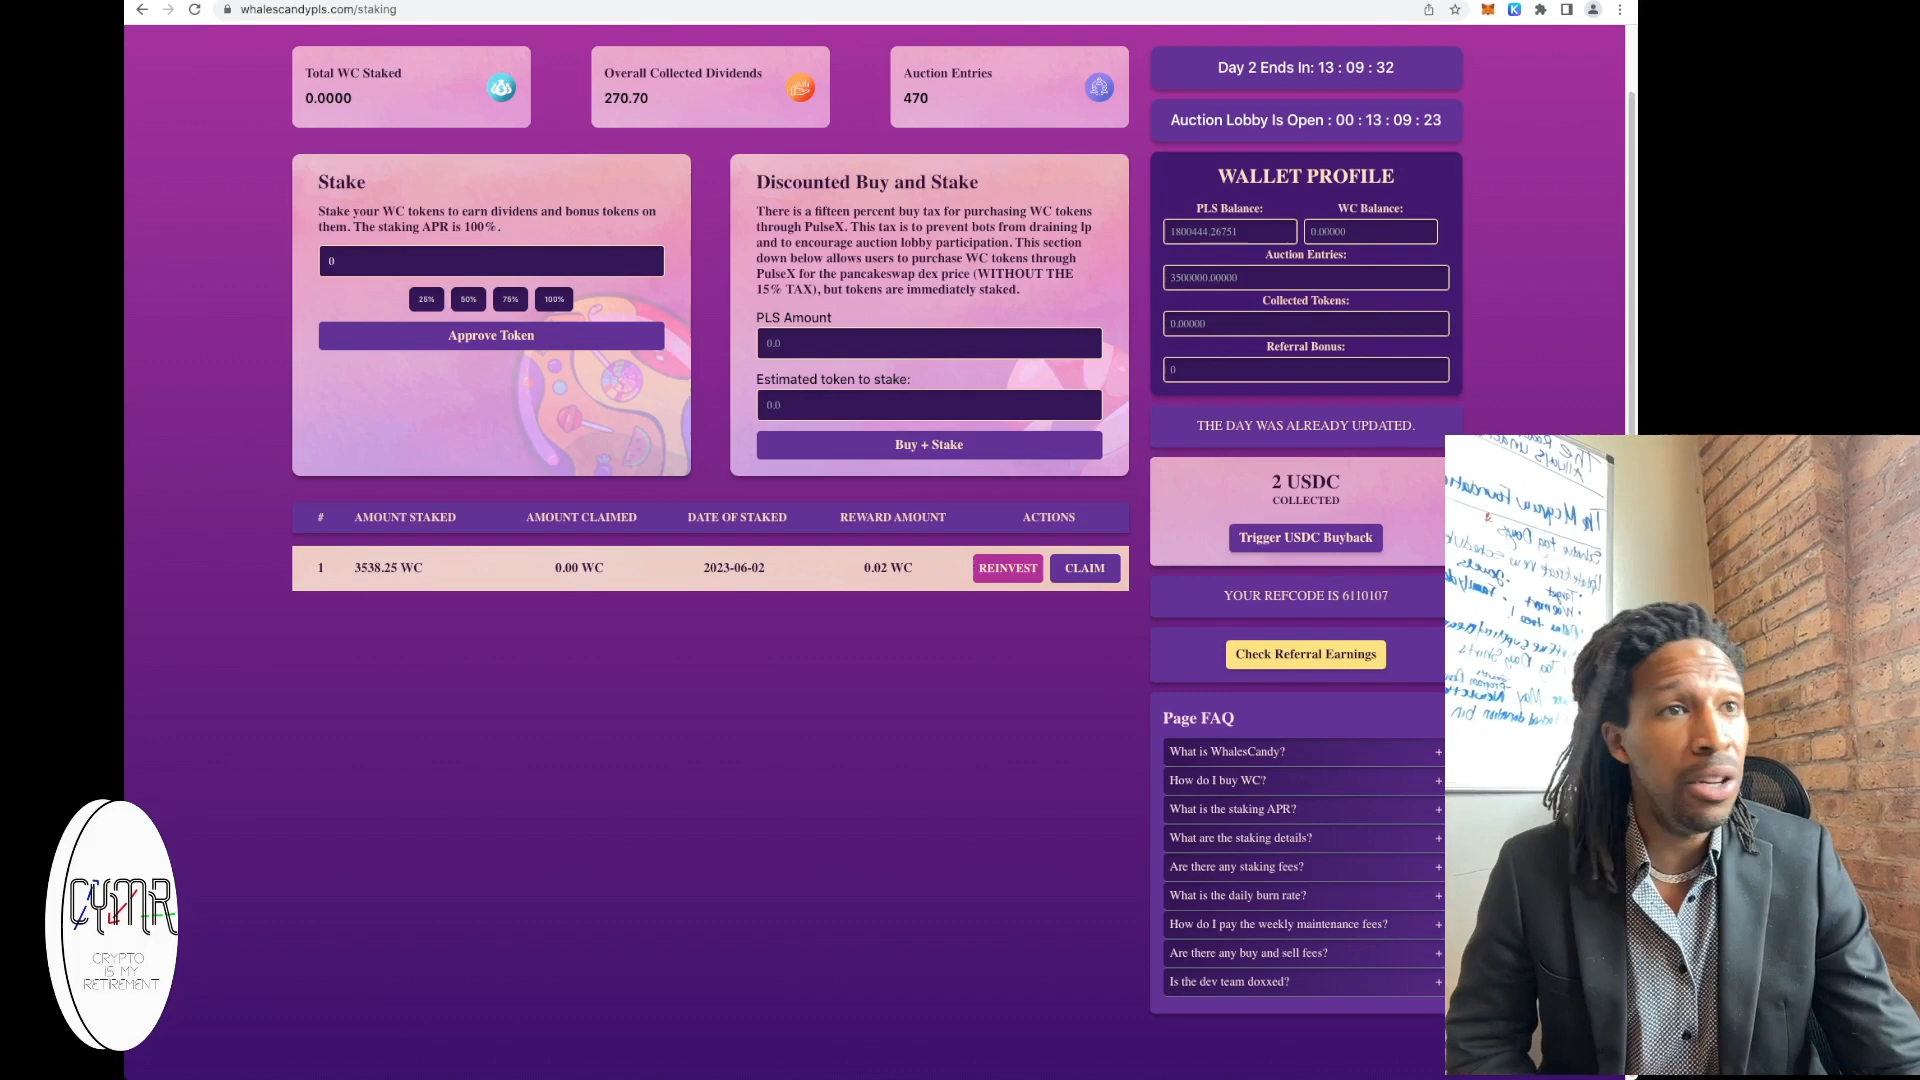 whalescandypls.com/staking
Total WC Staked
0.0000
Overall Collected Dividends
270.70
Auction Entries
470
Day 2 Ends In: 13 : 09 : 32
Auction Lobby Is Open : 00 : 13 : 09 : 23
Stake
Stake your WC tokens to earn dividens and bonus tokens on
them. The staking APR is 100%.
0
25%
50%
75%
100%
Approve Token
Discounted Buy and Stake
There is a fifteen percent buy tax for purchasing WC tokens
through PulseX. This tax is to prevent bots from draining lp
and to encourage auction lobby participation. This section
down below allows users to purchase WC tokens through
PulseX for the pancakeswap dex price (WITHOUT THE
15% TAX), but tokens are immediately staked.
PLS Amount
0.0
Estimated token to stake:
0.0
Buy + Stake
WALLET PROFILE
PLS Balance:
WC Balance:
1800444.26751
0.00000
Auction Entries:
3500000.00000
Collected Tokens:
0.00000
Referral Bonus:
0
THE DAY WAS ALREADY UPDATED.
2 USDC
COLLECTED
Trigger USDC Buyback
YOUR REFCODE IS 6110107
Check Referral Earnings
# AMOUNT STAKED AMOUNT CLAIMED DATE OF STAKED REWARD AMOUNT ACTIONS
1 3538.25 WC 0.00 WC 2023-06-02 0.02 WC REINVEST CLAIM
Page FAQ
What is WhalesCandy? +
How do I buy WC? +
What is the staking APR? +
What are the staking details? +
Are there any staking fees? +
What is the daily burn rate? +
How do I pay the weekly maintenance fees? +
Are there any buy and sell fees? +
Is the dev team doxxed? +
CYMR
CRYPTO
IS MY
RETIREMENT